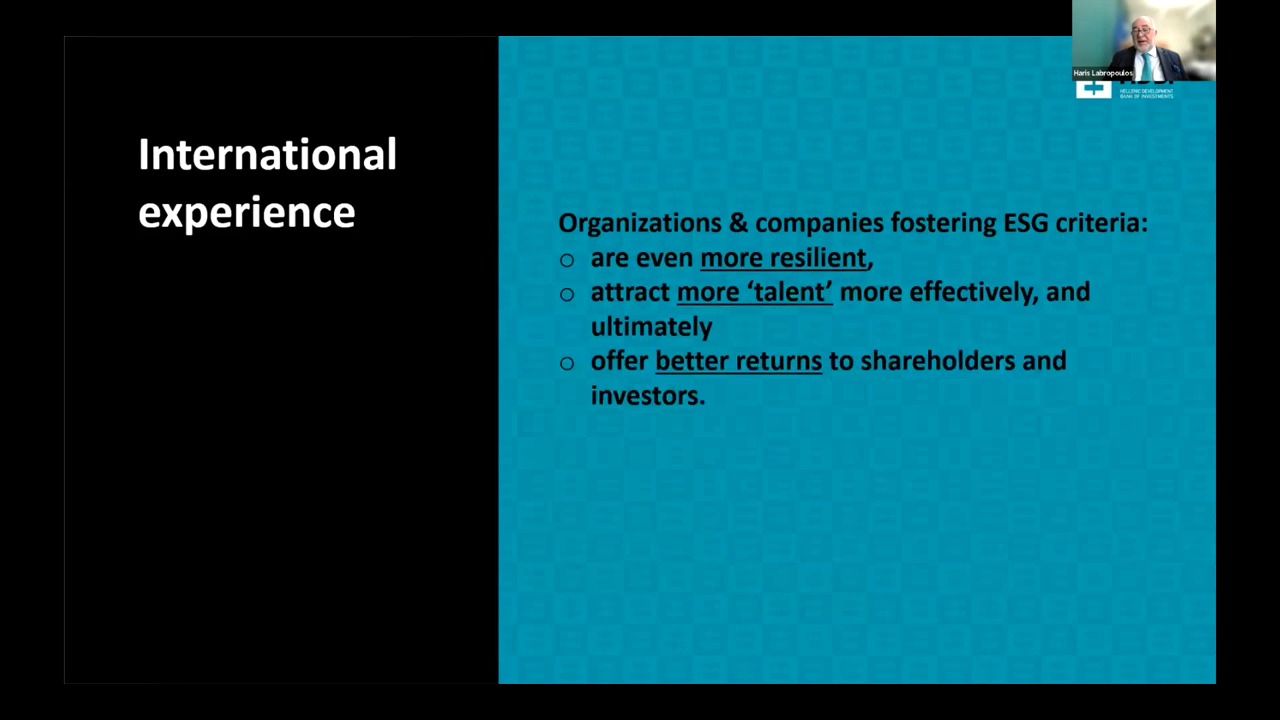 Haris Labropoulos
HELLENIC DEVELOPMENT
BANK OF INVESTMENTS
International
experience
Organizations & companies fostering ESG criteria:
o are even more resilient,
o attract more ‘talent’ more effectively, and
ultimately
o offer better returns to shareholders and
investors.